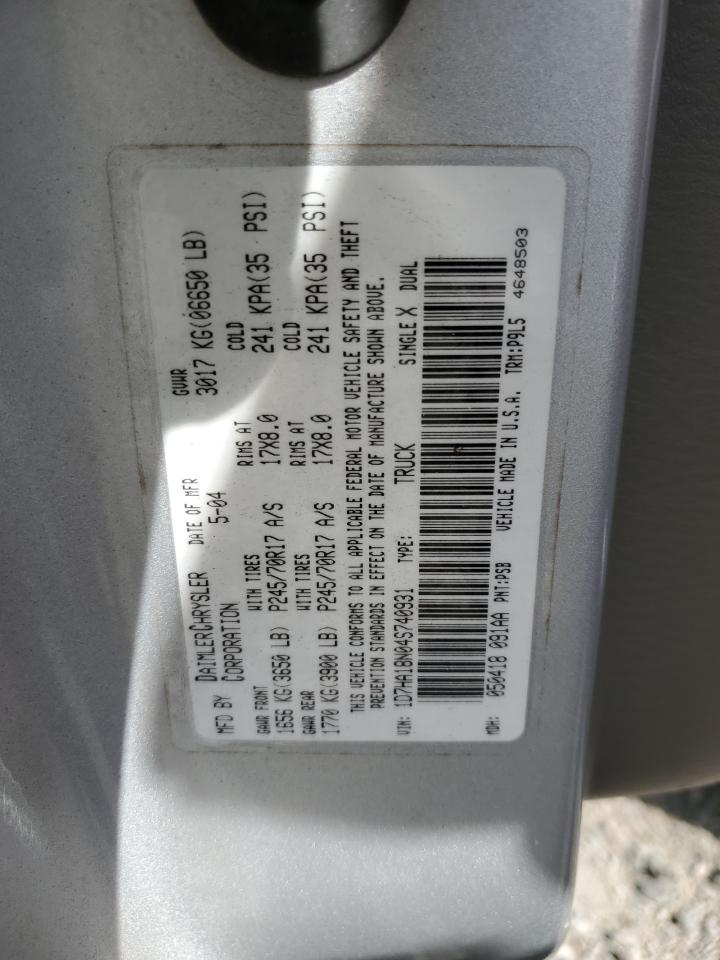 MFD BY DAIMLERCHRYSLER CORPORATION DATE OF MFR 5-04 GVWR 3017 KG(06650 LB)
GAWR FRONT WITH TIRES RIMS AT COLD
1656 KG(3650 LB) P245/70R17 A/S 17X8.0 241 KPA(35 PSI)
GAWR REAR WITH TIRES RIMS AT COLD
1770 KG(3900 LB) P245/70R17 A/S 17X8.0 241 KPA(35 PSI)
THIS VEHICLE CONFORMS TO ALL APPLICABLE FEDERAL MOTOR VEHICLE SAFETY AND THEFT
PREVENTION STANDARDS IN EFFECT ON THE DATE OF MANUFACTURE SHOWN ABOVE.
VIN: 1D7HA18N04S740931 TYPE: TRUCK SINGLE X DUAL
MDH: 050418 091AA PNT:PSB VEHICLE MADE IN U.S.A. TRM:P9L5 4648503